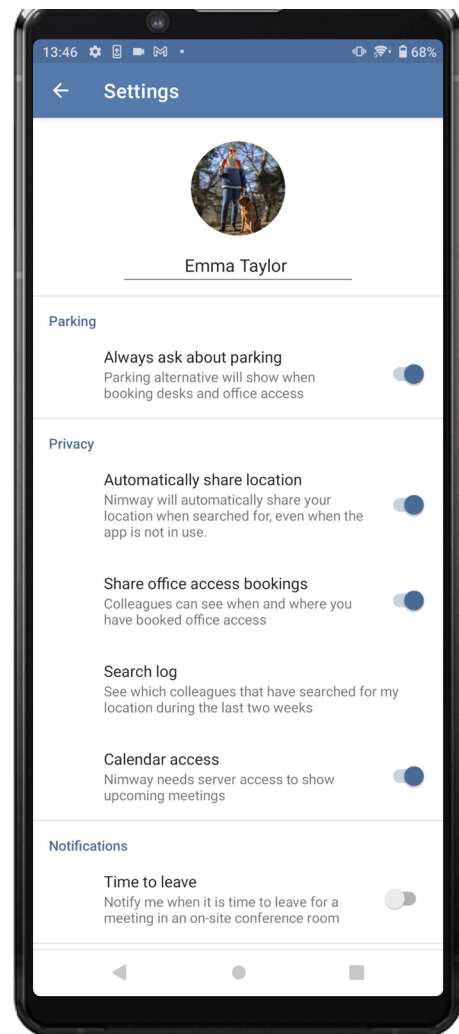 13:46 68%
Settings
Emma Taylor
Parking
Always ask about parking
Parking alternative will show when
booking desks and office access
Privacy
Automatically share location
Nimway will automatically share your
location when searched for, even when the
app is not in use.
Share office access bookings
Colleagues can see when and where you
have booked office access
Search log
See which colleagues that have searched for my
location during the last two weeks
Calendar access
Nimway needs server access to show
upcoming meetings
Notifications
Time to leave
Notify me when it is time to leave for a
meeting in an on-site conference room